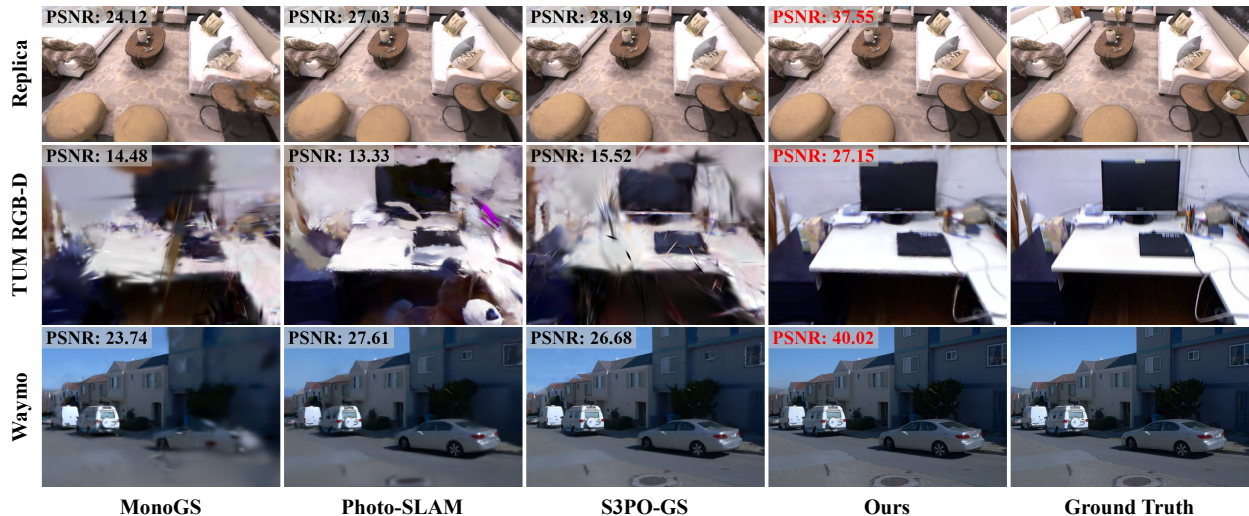 Replica
PSNR: 24.12
PSNR: 27.03
PSNR: 28.19
PSNR: 37.55
TUM RGB-D
PSNR: 14.48
PSNR: 13.33
PSNR: 15.52
PSNR: 27.15
Waymo
PSNR: 23.74
PSNR: 27.61
PSNR: 26.68
PSNR: 40.02
MonoGS
Photo-SLAM
S3PO-GS
Ours
Ground Truth